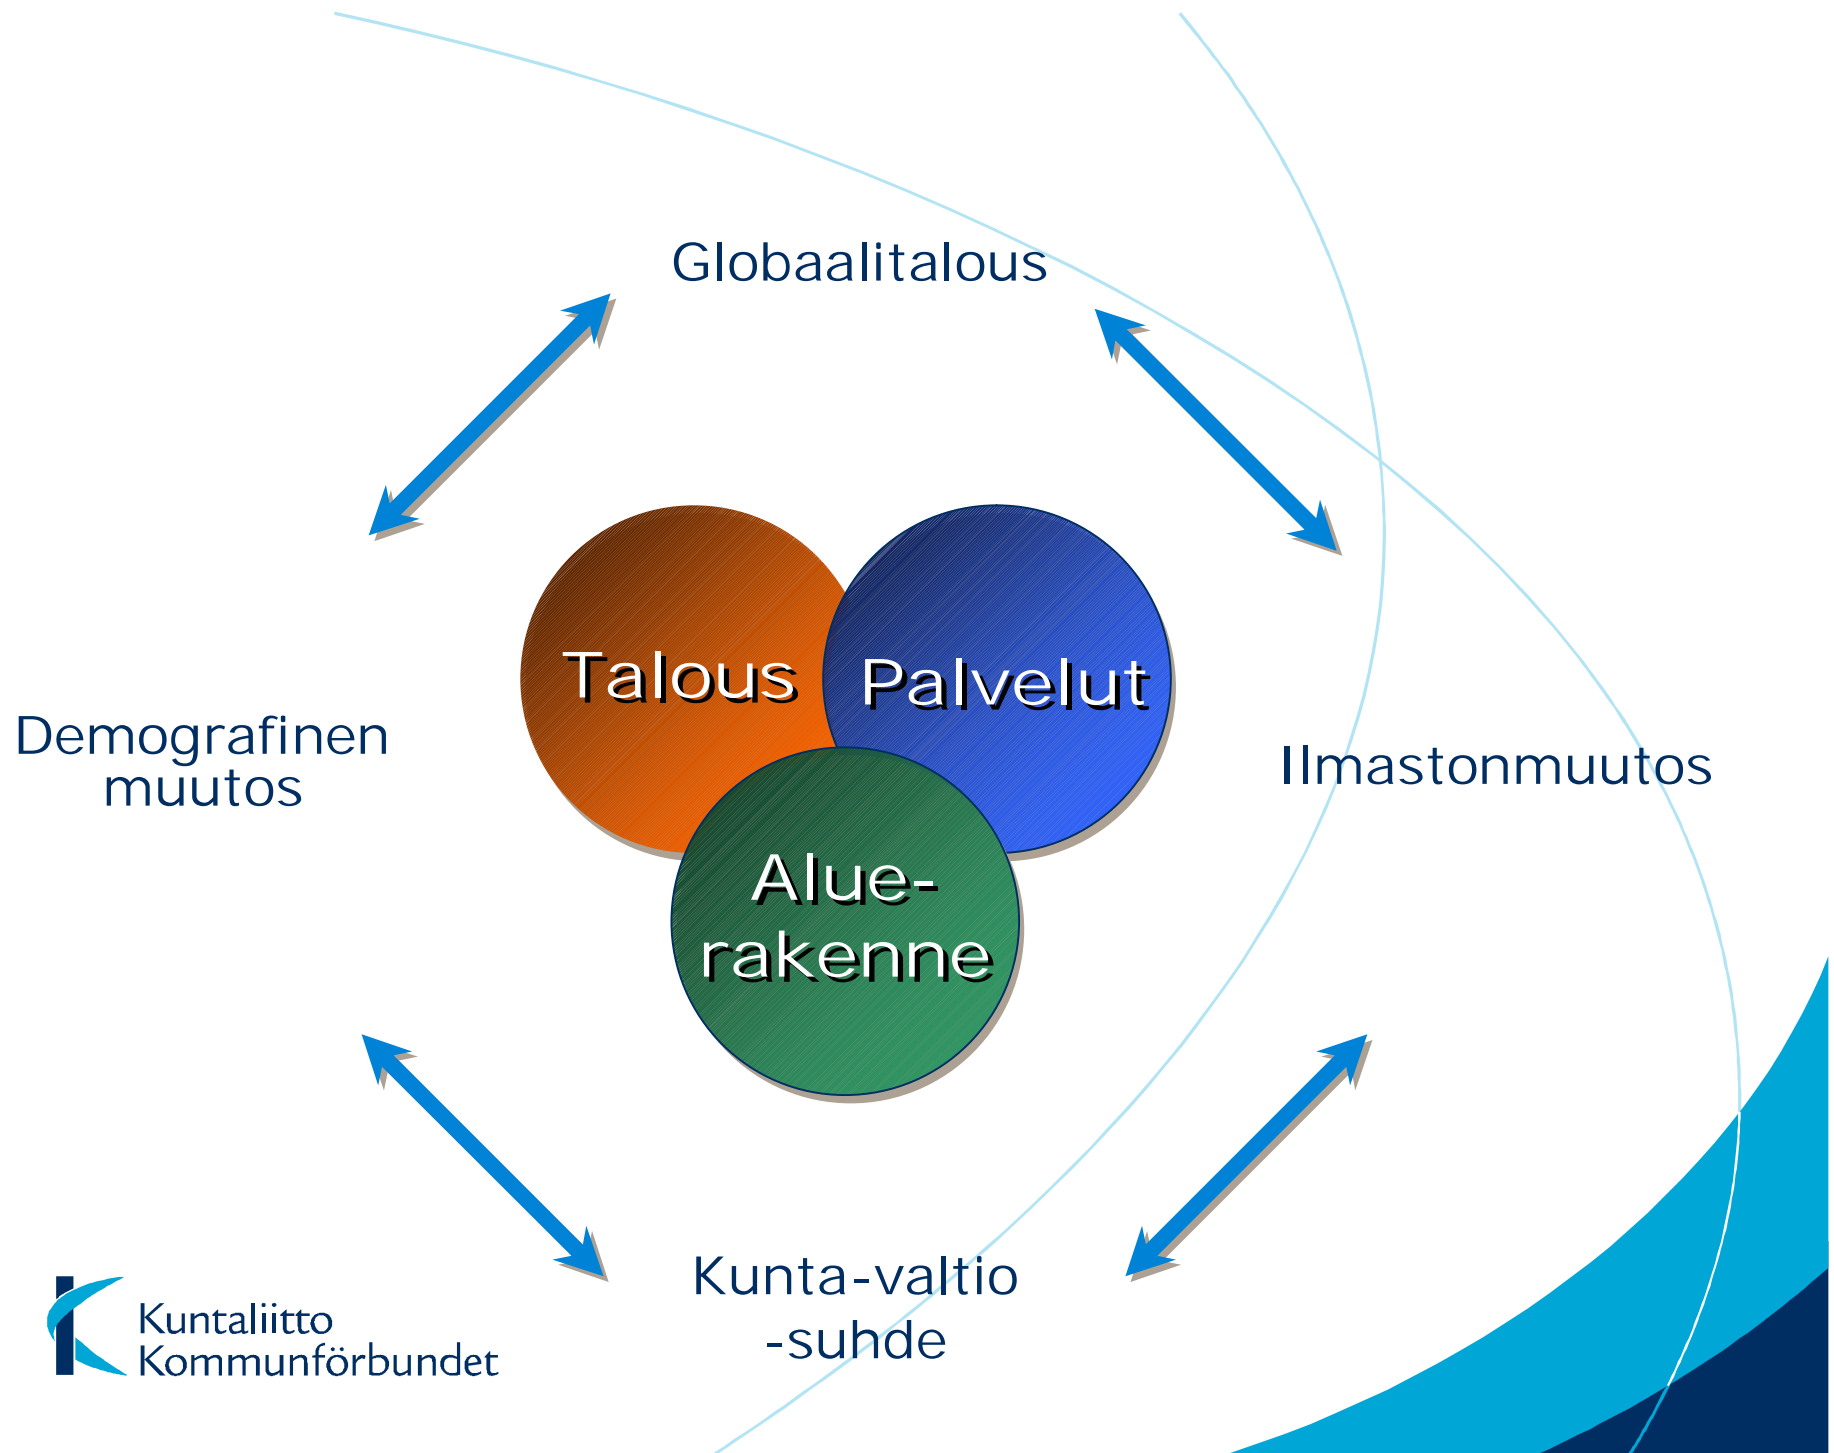 Globaalitalous
Talous
Palvelut
Demografinen
muutos
Ilmastonmuutos
Alue-
rakenne
Kunta-valtio
-suhde
Kuntaliitto
Kommunförbundet